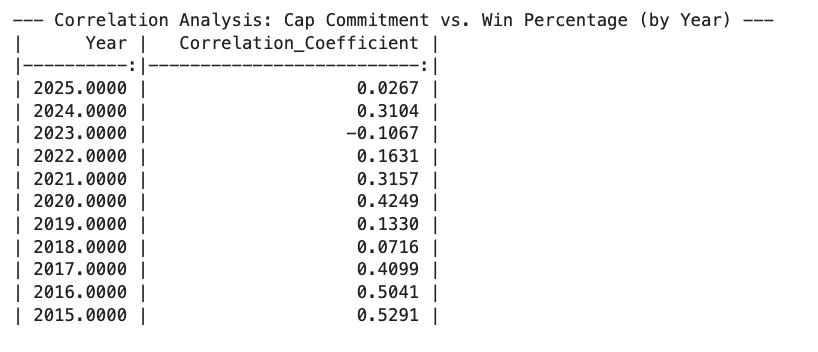 --- Correlation Analysis: Cap Commitment vs. Win Percentage (by Year) ---
|      Year |   Correlation_Coefficient |
|----------:|--------------------------:|
| 2025.0000 |                    0.0267 |
| 2024.0000 |                    0.3104 |
| 2023.0000 |                   -0.1067 |
| 2022.0000 |                    0.1631 |
| 2021.0000 |                    0.3157 |
| 2020.0000 |                    0.4249 |
| 2019.0000 |                    0.1330 |
| 2018.0000 |                    0.0716 |
| 2017.0000 |                    0.4099 |
| 2016.0000 |                    0.5041 |
| 2015.0000 |                    0.5291 |